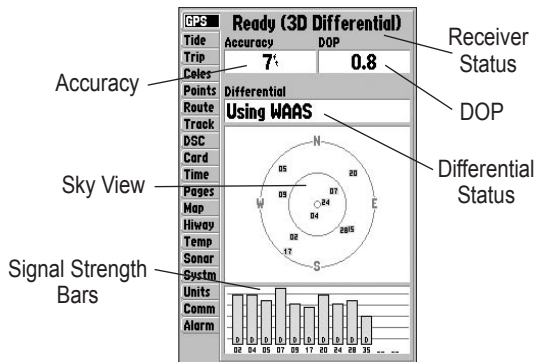 GPS
Ready (3D Differential)
Receiver
Status
Tide
Accuracy
DOP
Trip
7
0.8
Celes
Accuracy
Points
Differential
DOP
Route
Using WAAS
Track
DSC
N
Card
05
20
Differential
Status
Time
Sky View
Pages
09
07
24
Map
W
E
04
Hiway
Temp
02
28
15
Sonar
17
Signal Strength
Bars
S
Systm
Units
Comm
Alarm
D D D D D D D D D D
02 04 05 07 09 17 20 24 28 35 -- --